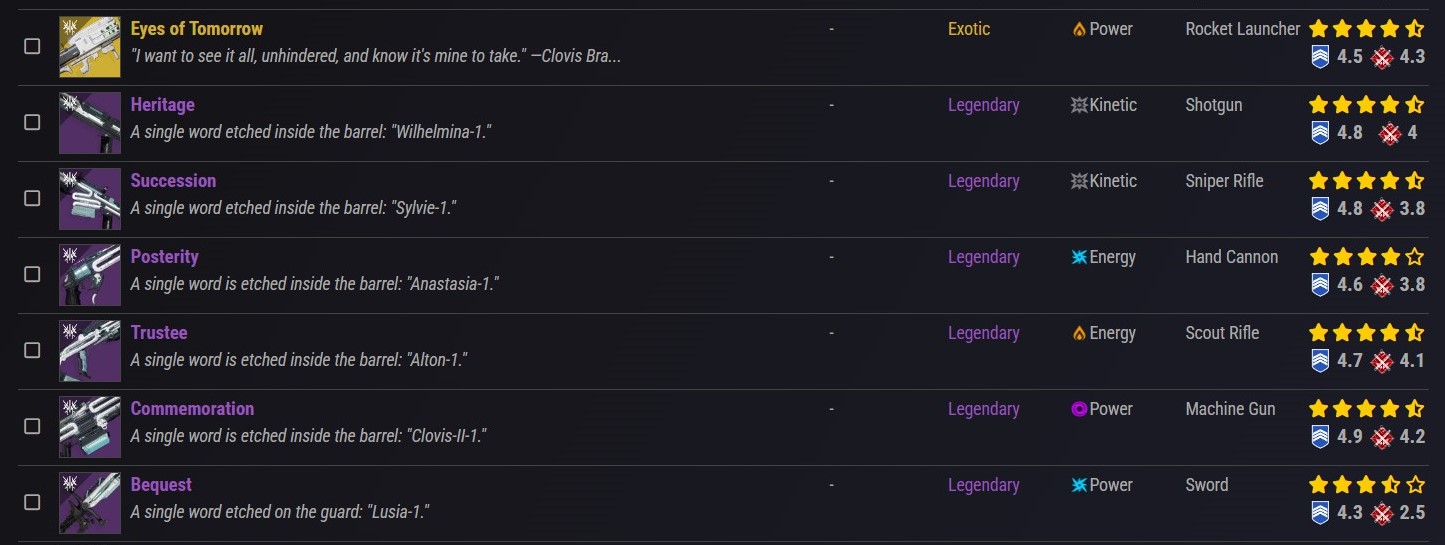 Eyes of Tomorrow - Exotic Power Rocket Launcher
"I want to see it all, unhindered, and know it's mine to take." —Clovis Bra... 4.5 4.3
Heritage - Legendary Kinetic Shotgun
A single word etched inside the barrel: "Wilhelmina-1." 4.8 4
Succession - Legendary Kinetic Sniper Rifle
A single word etched inside the barrel: "Sylvie-1." 4.8 3.8
Posterity - Legendary Energy Hand Cannon
A single word is etched inside the barrel: "Anastasia-1." 4.6 3.8
Trustee - Legendary Energy Scout Rifle
A single word is etched inside the barrel: "Alton-1." 4.7 4.1
Commemoration - Legendary Power Machine Gun
A single word is etched inside the barrel: "Clovis-II-1." 4.9 4.2
Bequest - Legendary Power Sword
A single word etched on the guard: "Lusia-1." 4.3 2.5